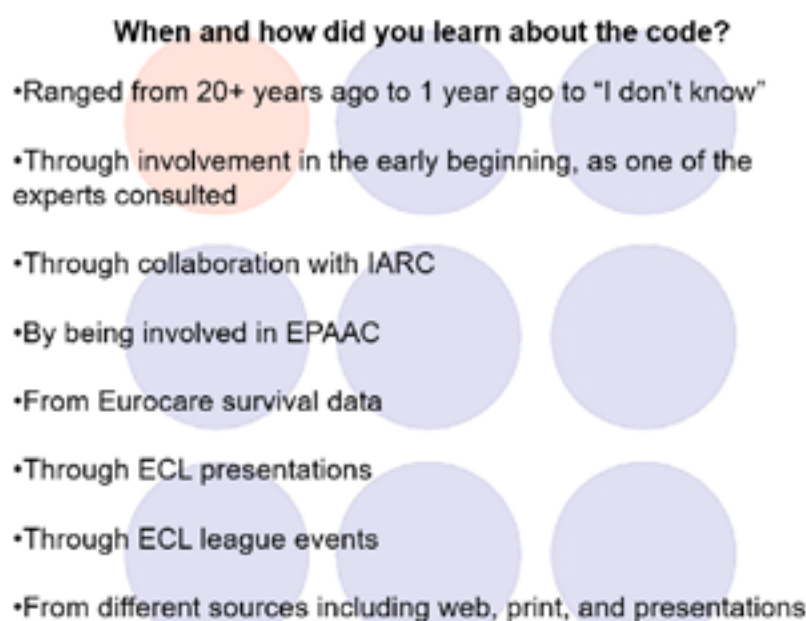 When and how did you learn about the code?
•Ranged from 20+ years ago to 1 year ago to “I don’t know”
•Through involvement in the early beginning, as one of the
experts consulted
•Through collaboration with IARC
•By being involved in EPAAC
•From Eurocare survival data
•Through ECL presentations
•Through ECL league events
•From different sources including web, print, and presentations